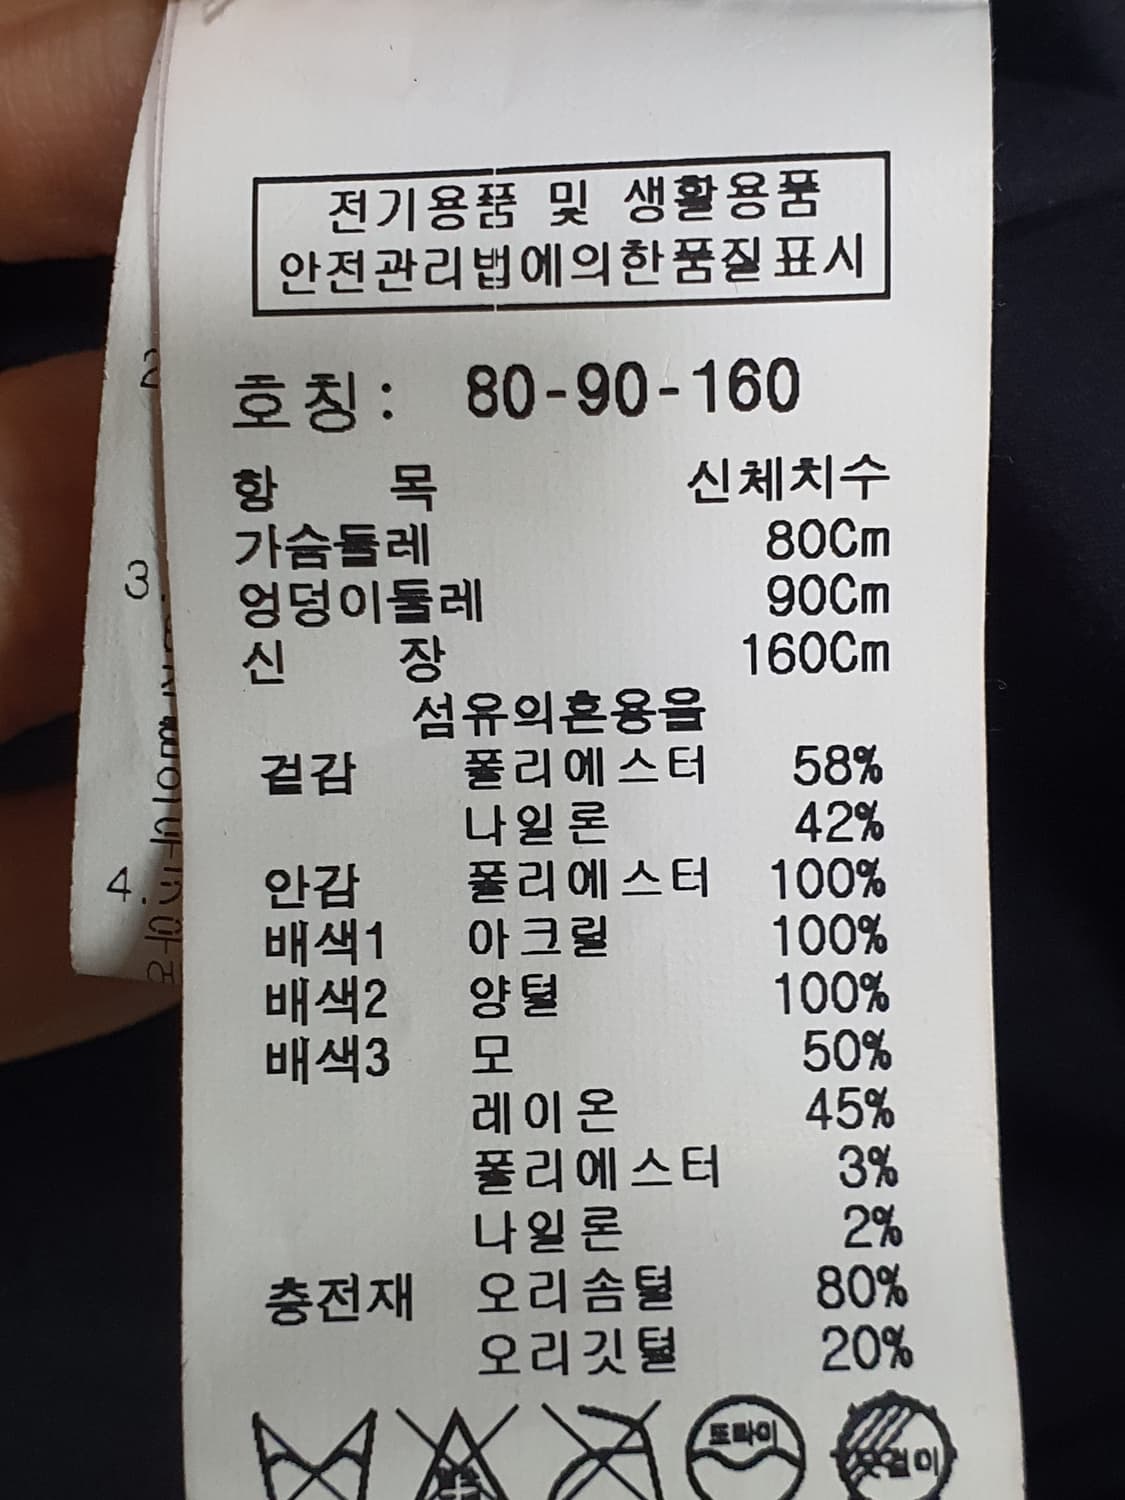 전기용품 및 생활용품
안전관리법에의한품질표시
호칭: 80-90-160
항 목 신체치수
가슴둘레 80Cm
엉덩이둘레 90Cm
신 장 160Cm
섬유의혼용율
겉감 폴리에스터 58%
나일론 42%
안감 폴리에스터 100%
배색1 아크릴 100%
배색2 양털 100%
배색3 모 50%
레이온 45%
폴리에스터 3%
나일론 2%
충전재 오리솜털 80%
오리깃털 20%
드라이
옷걸이
2
3.
4.